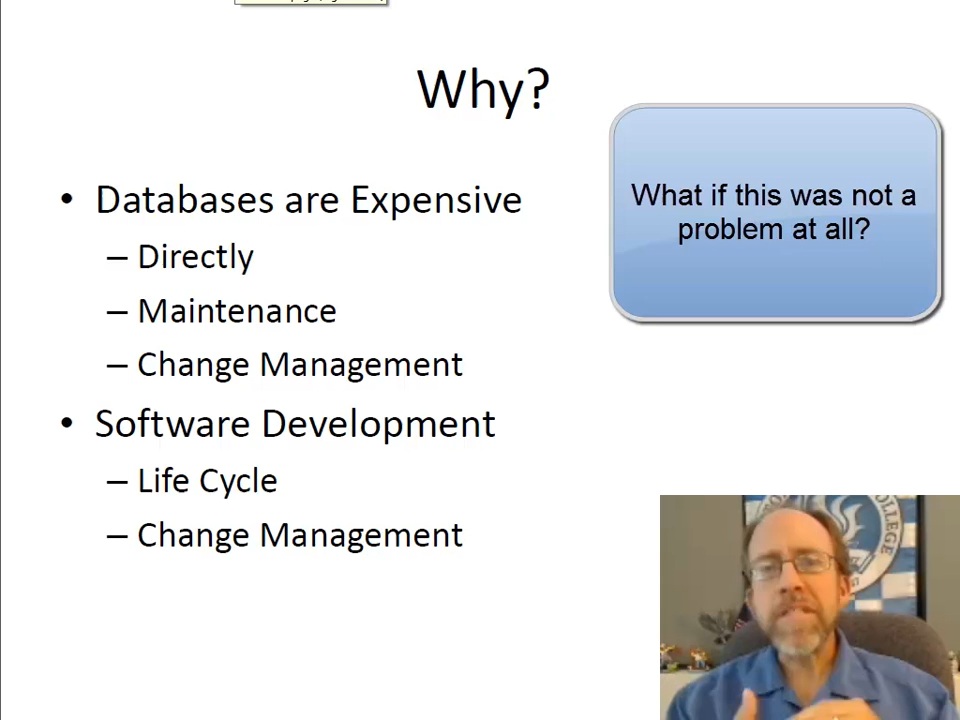 Why?
What if this was not a
problem at all?
• Databases are Expensive
– Directly
– Maintenance
– Change Management
• Software Development
– Life Cycle
– Change Management
COLLEGE